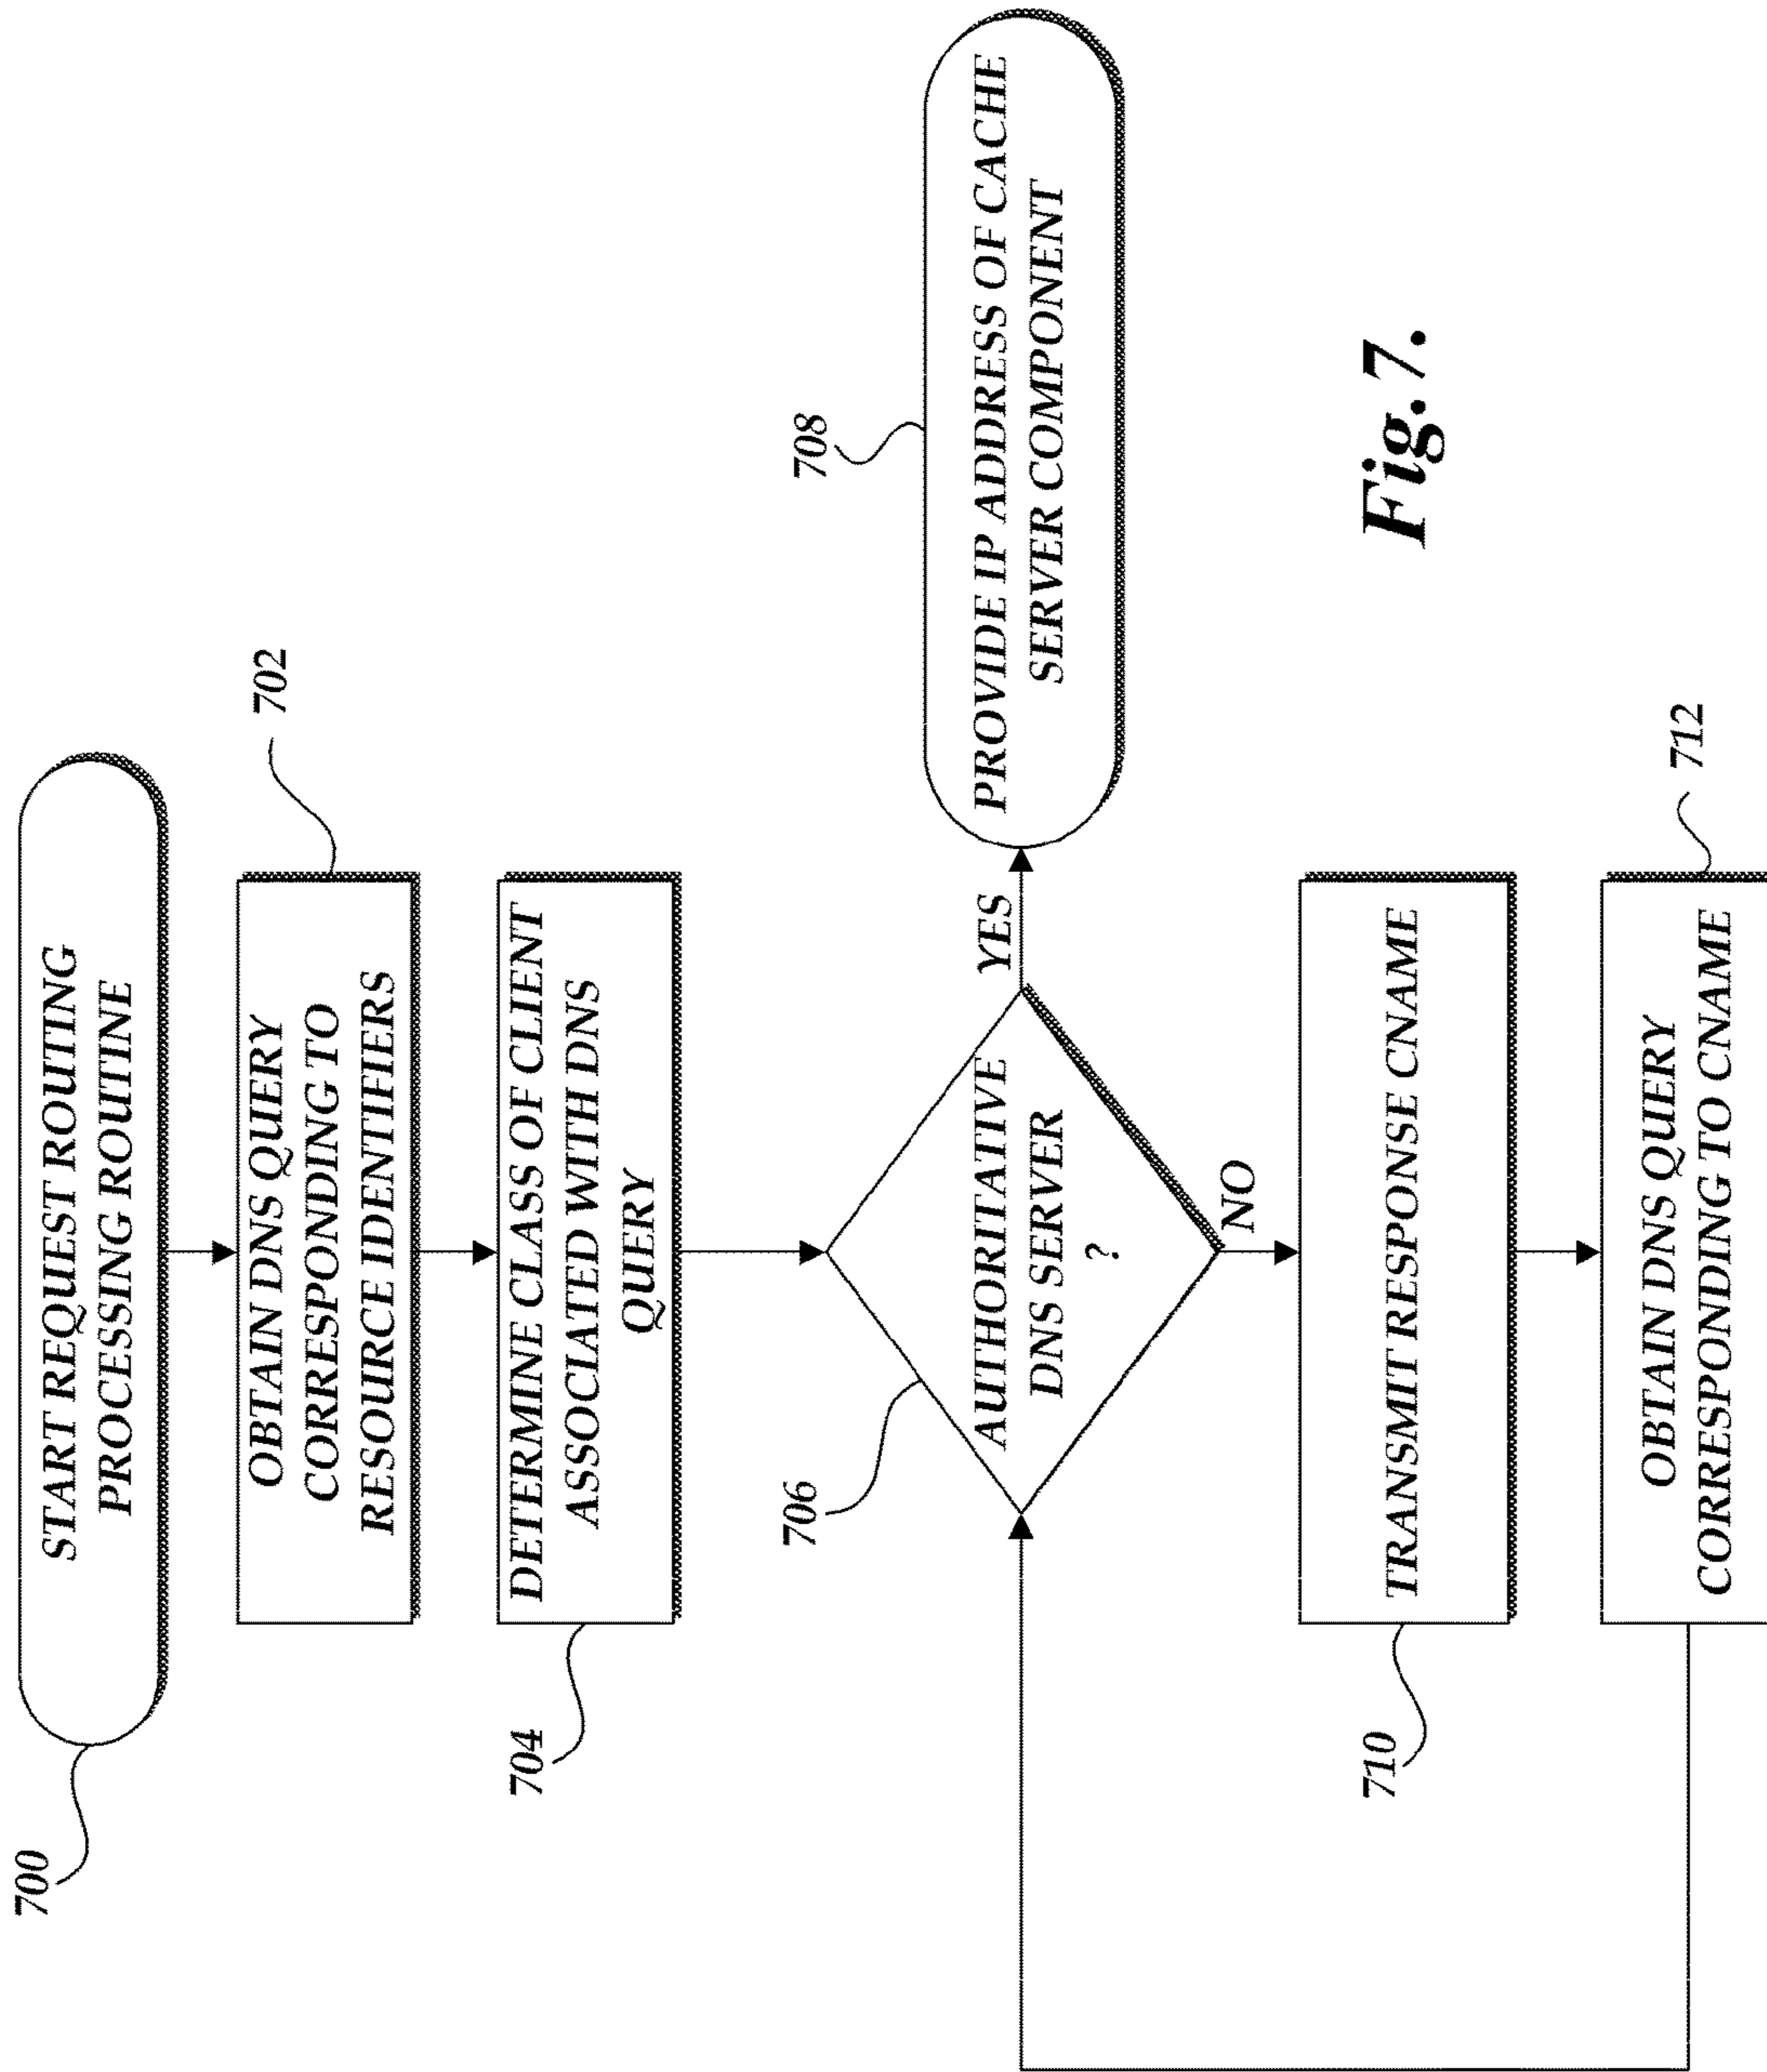 700
START REQUEST ROUTING
PROCESSING ROUTINE
702
OBTAIN DNS QUERY
CORRESPONDING TO
RESOURCE IDENTIFIERS
704
DETERMINE CLASS OF CLIENT
ASSOCIATED WITH DNS
QUERY
706
AUTHORITATIVE
DNS SERVER
?
YES
708
PROVIDE IP ADDRESS OF CACHE
SERVER COMPONENT
NO
710
TRANSMIT RESPONSE CNAME
712
OBTAIN DNS QUERY
CORRESPONDING TO CNAME
Fig.7.